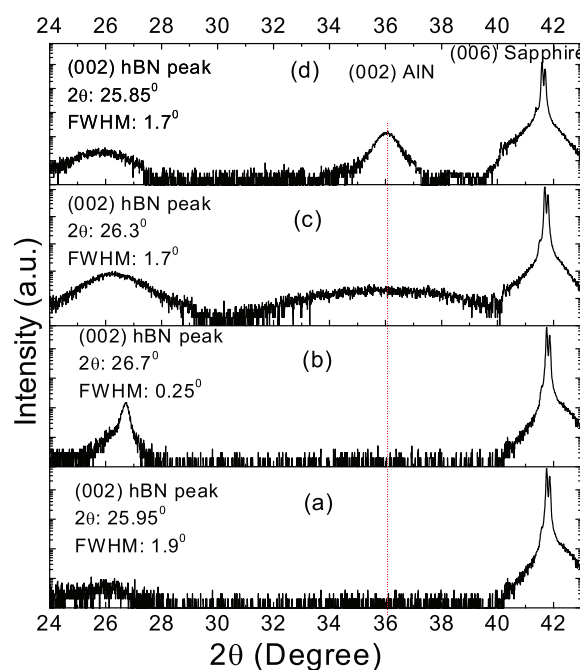 24 26 28 30 32 34 36 38 40 42
(006) Sapphire
(002) hBN peak
(d)
(002) AlN
2θ: 25.85⁰
FWHM: 1.7⁰
(002) hBN peak
(c)
2θ: 26.3⁰
FWHM: 1.7⁰
(002) hBN peak
(b)
2θ: 26.7⁰
FWHM: 0.25⁰
(002) hBN peak
(a)
2θ: 25.95⁰
FWHM: 1.9⁰
Intensity (a.u.)
24 26 28 30 32 34 36 38 40 42
2θ (Degree)